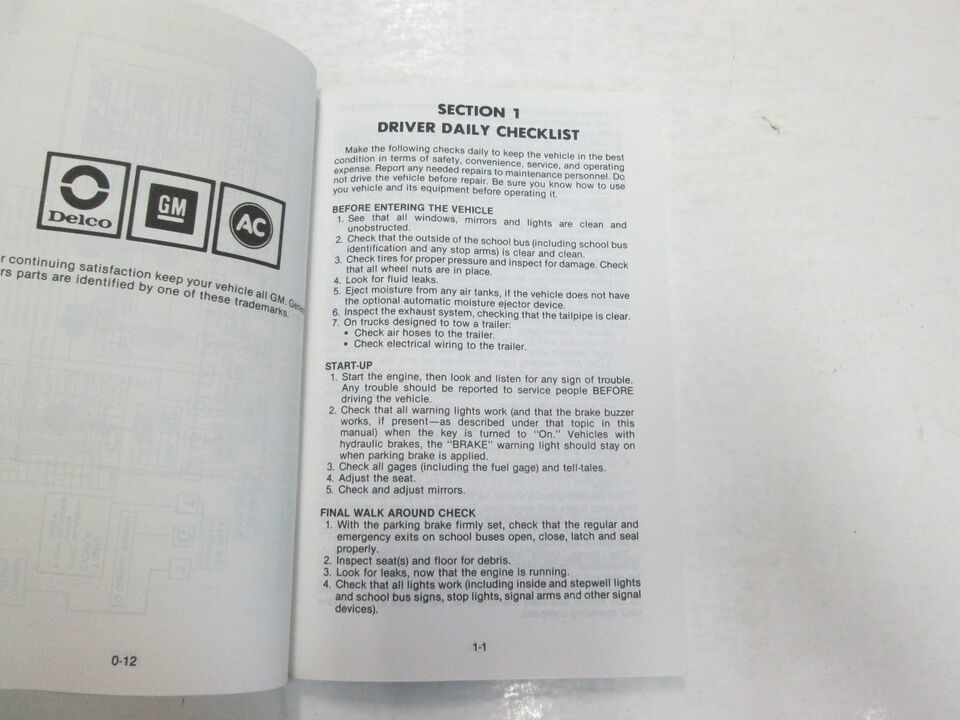 Delco
GM
AC
r continuing satisfaction keep your vehicle all GM. Gene
rs parts are identified by one of these trademarks.
0-12
SECTION 1
DRIVER DAILY CHECKLIST
Make the following checks daily to keep the vehicle in the best
condition in terms of safety, convenience, service, and operating
expense. Report any needed repairs to maintenance personnel. Do
not drive the vehicle before repair. Be sure you know how to use
you vehicle and its equipment before operating it.
BEFORE ENTERING THE VEHICLE
1. See that all windows, mirrors and lights are clean and
unobstructed.
2. Check that the outside of the school bus (including school bus
identification and any stop arms) is clear and clean.
3. Check tires for proper pressure and inspect for damage. Check
that all wheel nuts are in place.
4. Look for fluid leaks.
5. Eject moisture from any air tanks, if the vehicle does not have
the optional automatic moisture ejector device.
6. Inspect the exhaust system, checking that the tailpipe is clear.
7. On trucks designed to tow a trailer:
• Check air hoses to the trailer.
• Check electrical wiring to the trailer.
START-UP
1. Start the engine, then look and listen for any sign of trouble.
Any trouble should be reported to service people BEFORE
driving the vehicle.
2. Check that all warning lights work (and that the brake buzzer
works, if present—as described under that topic in this
manual) when the key is turned to "On." Vehicles with
hydraulic brakes, the "BRAKE" warning light should stay on
when parking brake is applied.
3. Check all gages (including the fuel gage) and tell-tales.
4. Adjust the seat.
5. Check and adjust mirrors.
FINAL WALK AROUND CHECK
1. With the parking brake firmly set, check that the regular and
emergency exits on school buses open, close, latch and seal
properly.
2. Inspect seat(s) and floor for debris.
3. Look for leaks, now that the engine is running.
4. Check that all lights work (including inside and stepwell lights
and school bus signs, stop lights, signal arms and other signal
devices).
1-1